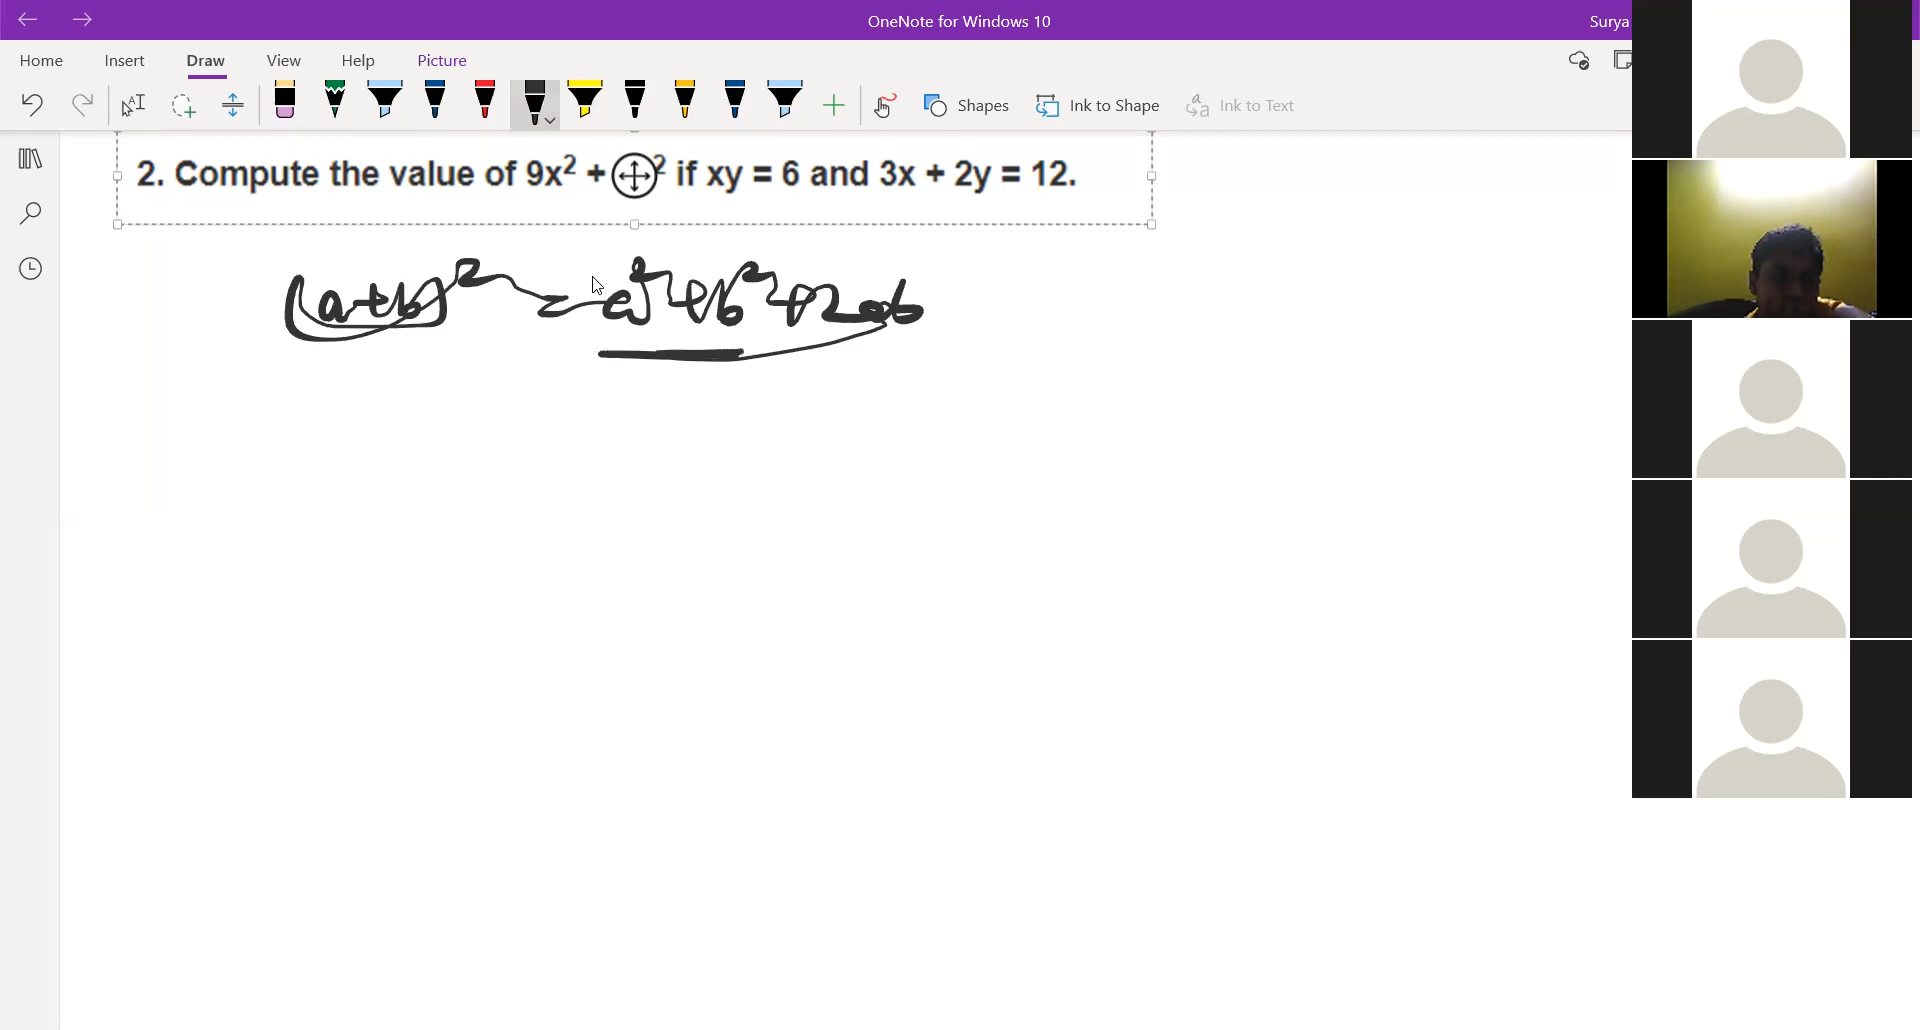 OneNote for Windows 10
Surya
Home Insert Draw View Help Picture
Shapes Ink to Shape Ink to Text
2. Compute the value of 9x² + ² if xy = 6 and 3x + 2y = 12.
(a+b)² = a² + b² + 2ab